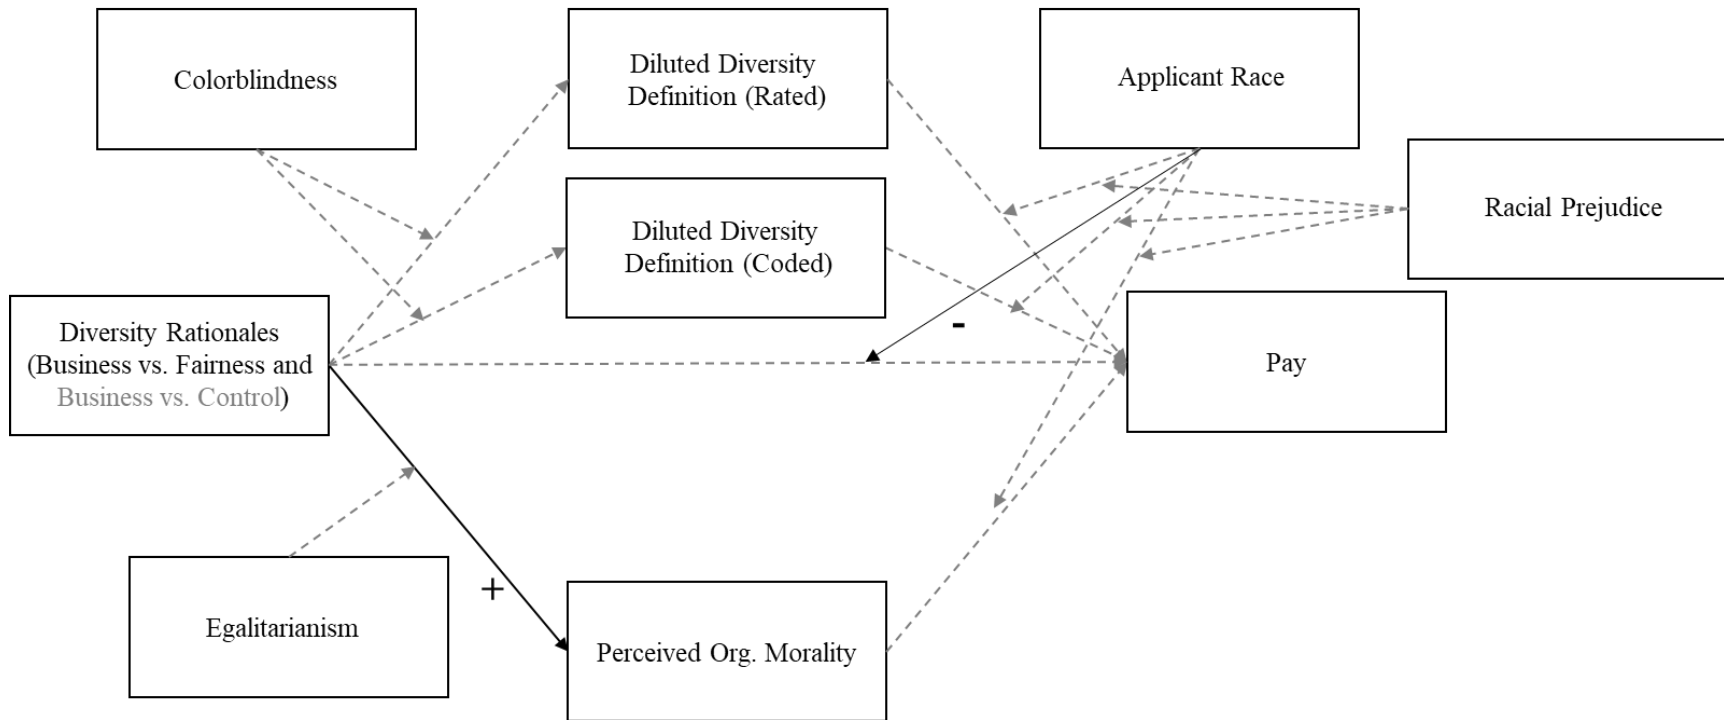 Colorblindness
Diluted Diversity
Definition (Rated)
Applicant Race
Racial Prejudice
Diluted Diversity
Definition (Coded)
Diversity Rationales
(Business vs. Fairness and
Business vs. Control)
-
Pay
Egalitarianism
+
Perceived Org. Morality